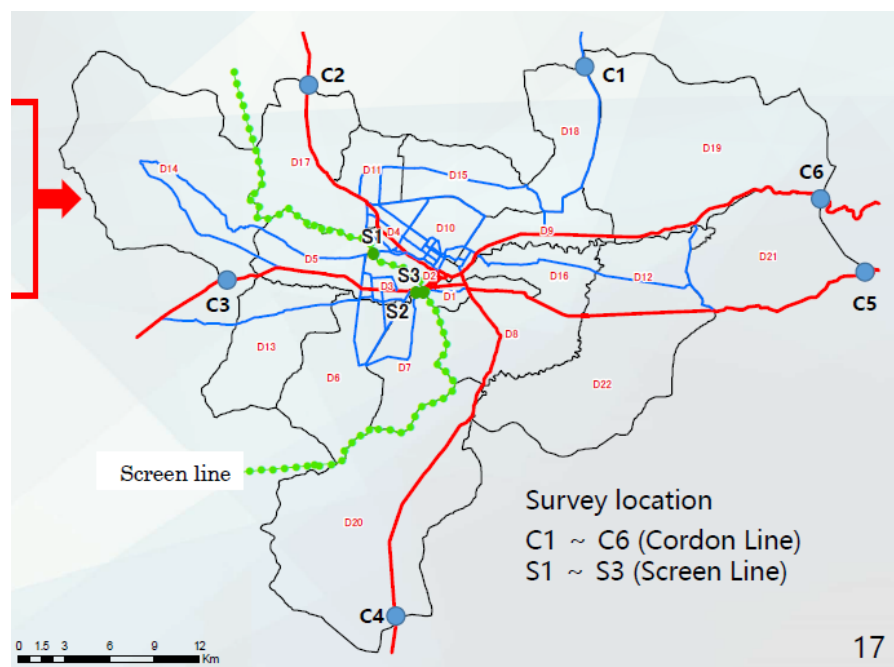 C2
C1
D18
D19
D17
D11
D15
D14
C6
D10
D4
S1
D9
D21
D5
S3
D2
D16
D12
C5
C3
D3
D1
S2
D8
D13
D6
D7
D22
Screen line
D20
Survey location
C1 ~ C6 (Cordon Line)
S1 ~ S3 (Screen Line)
C4
0 1.5 3 6 9 12
Km
17